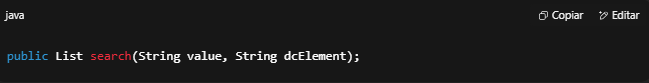 java Copiar Editar
public List search(String value, String dcElement);